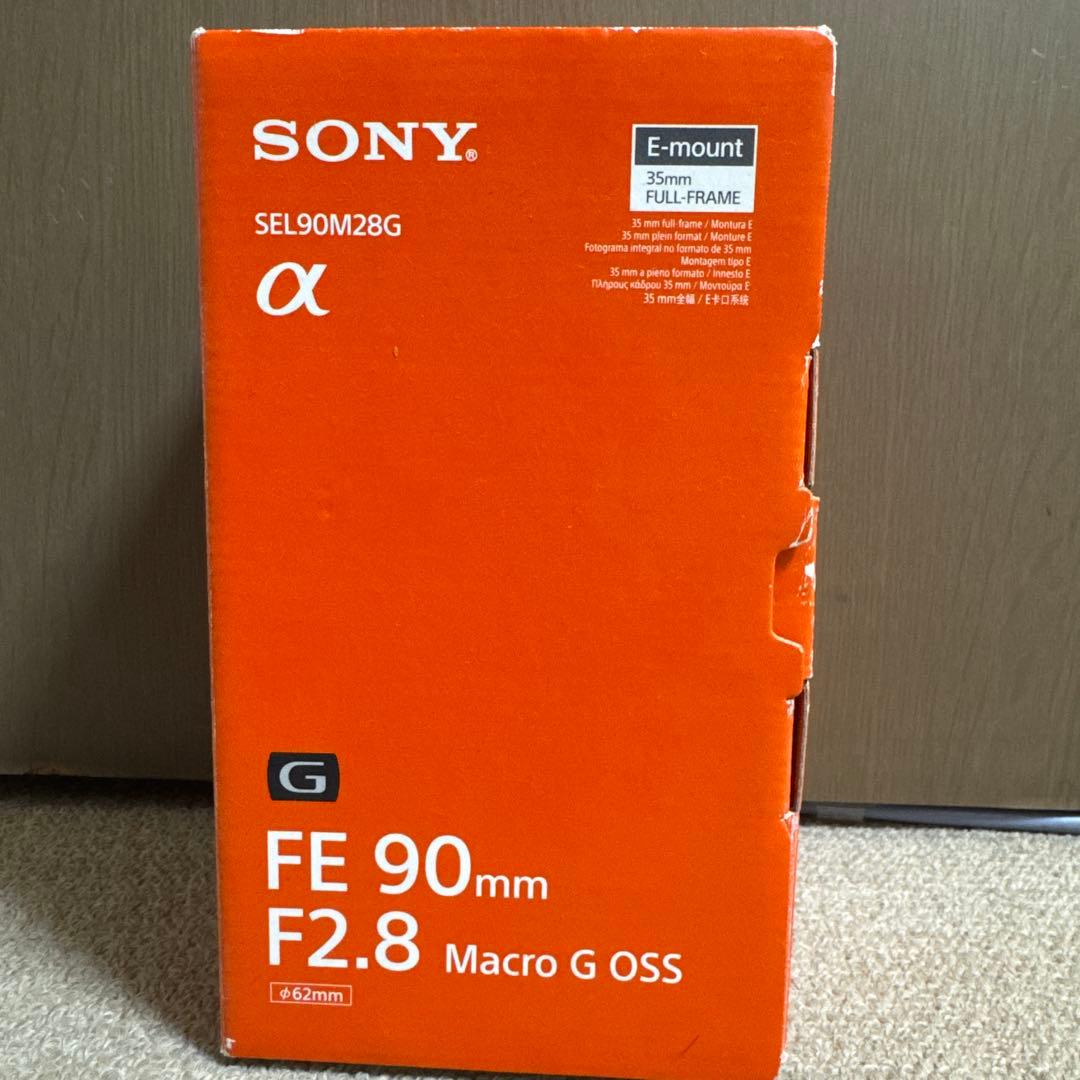 SONY®
SEL90M28G
α
E-mount
35mm
FULL-FRAME
35 mm full-frame / Montura E
35 mm plein format / Monture E
Fotograma integral no formato de 35 mm
Montagem tipo E
35 mm a pieno formato / Innesto E
Πλήρους κάδρου 35 mm / Μοντούρα E
35 mm全幅 / E卡口系统
G
FE 90mm
F2.8 Macro G OSS
φ62mm